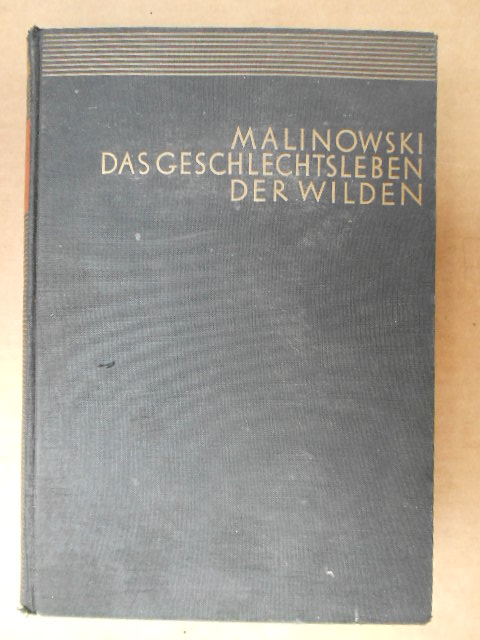 MALINOWSKI
DAS GESCHLECHTSLEBEN
DER WILDEN